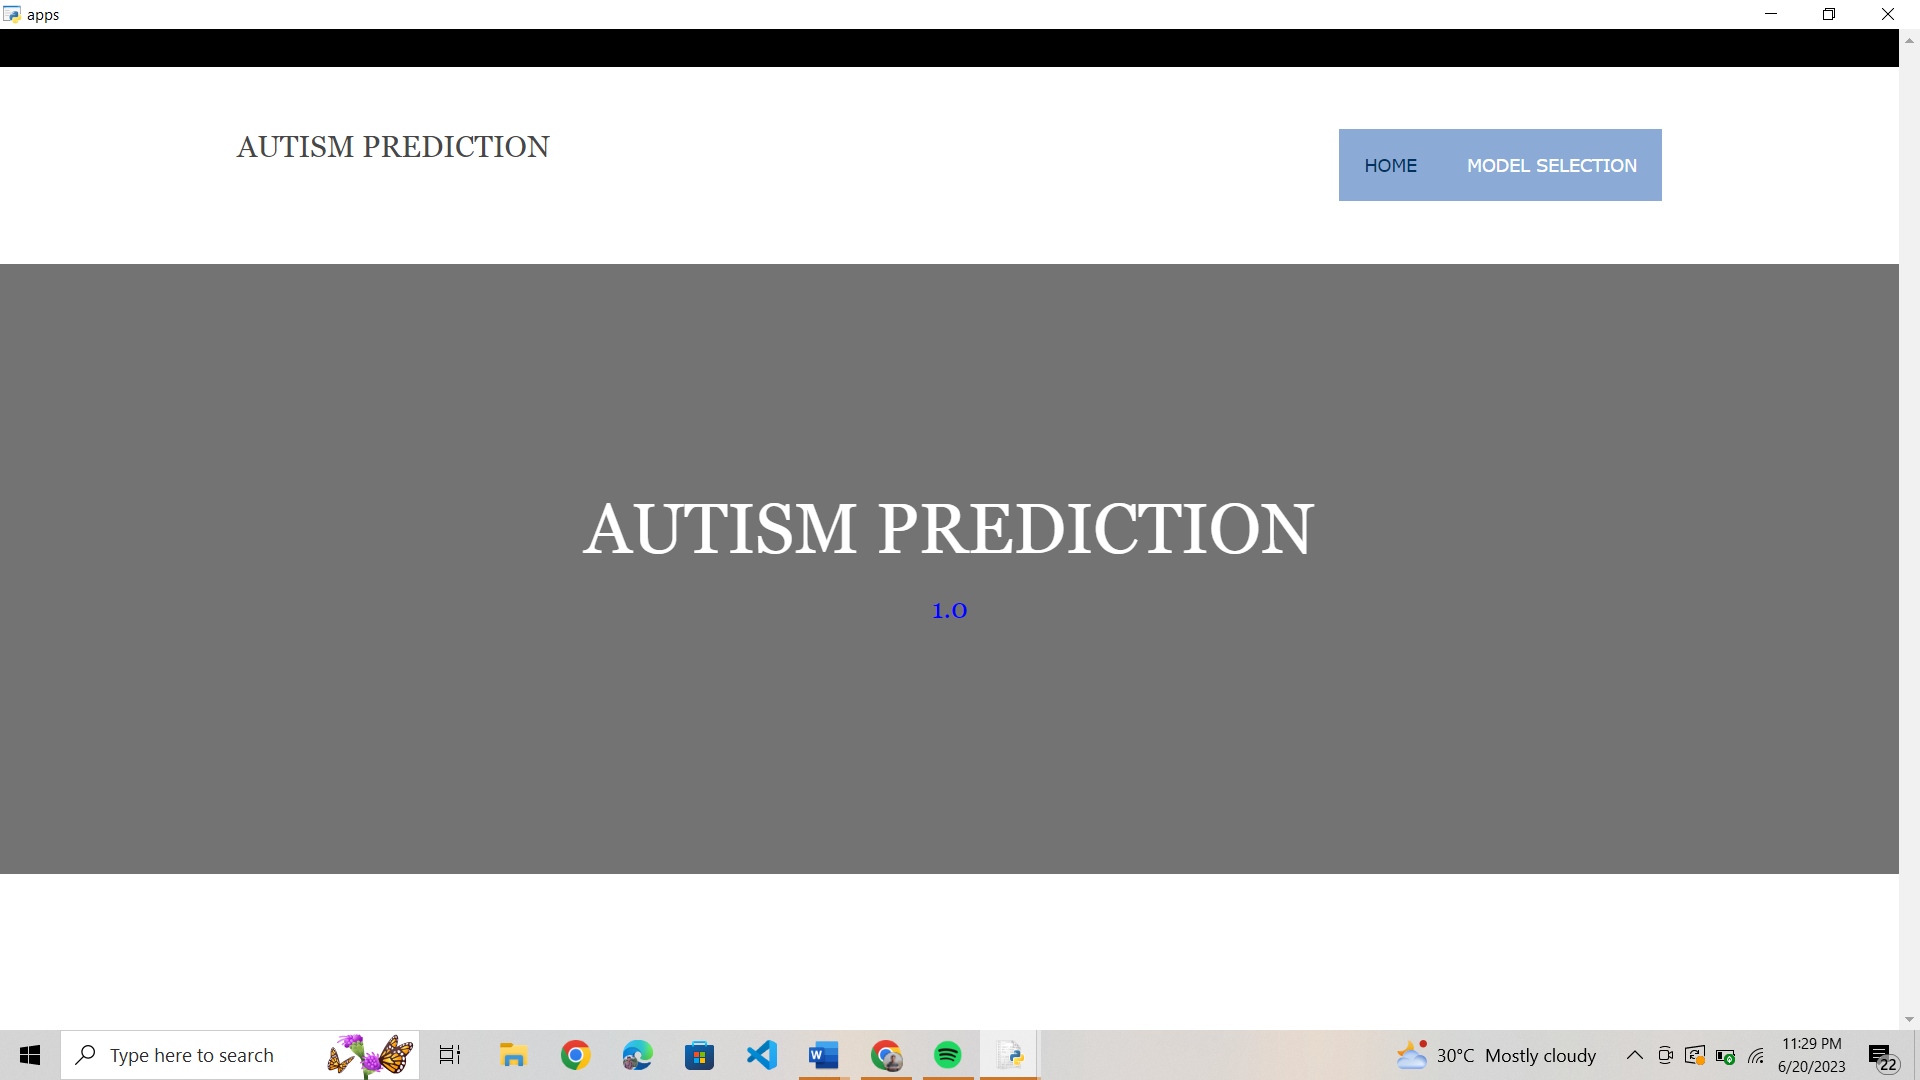 apps
AUTISM PREDICTION
HOME MODEL SELECTION
AUTISM PREDICTION
1.0
Type here to search
30°C Mostly cloudy
11:29 PM
6/20/2023
22